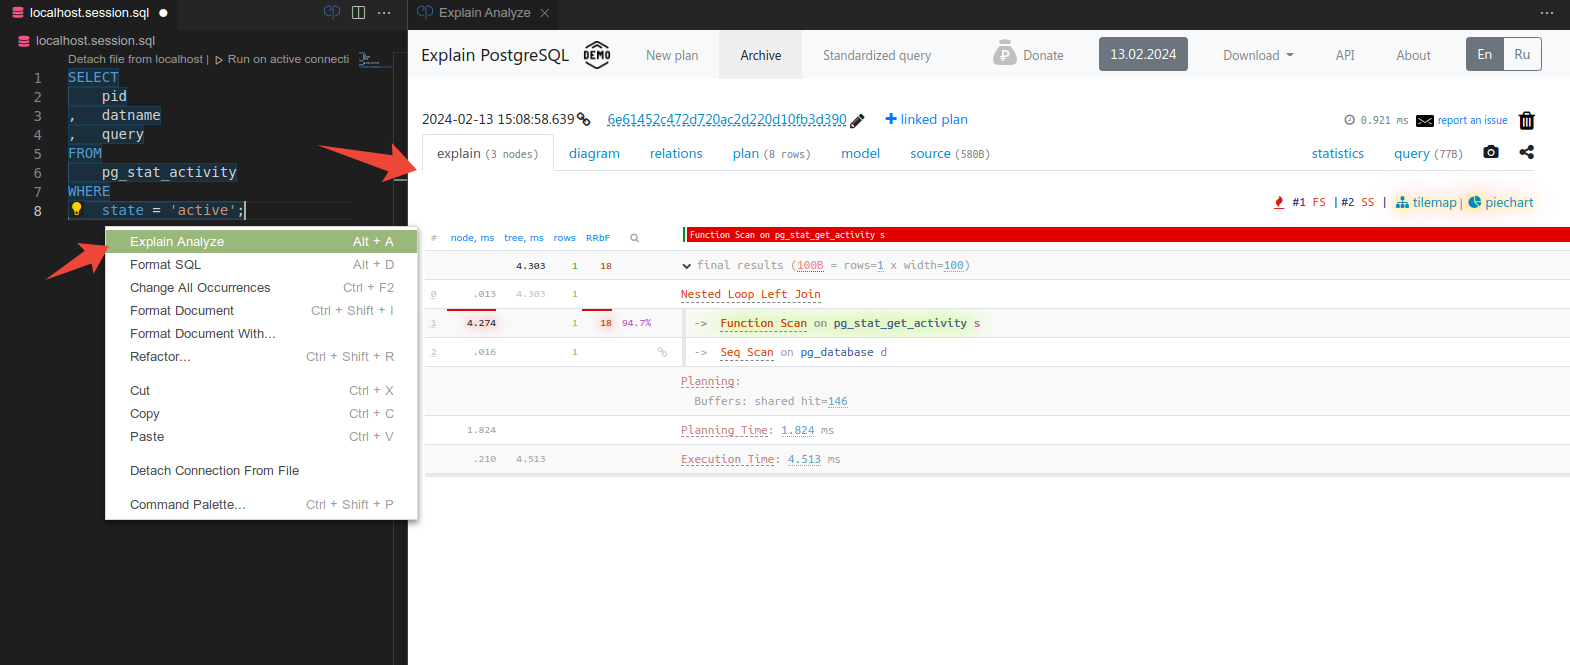 localhost.session.sql
localhost.session.sql
Detach file from localhost | Run on active connecti
1 SELECT
2 pid
3 , datname
4 , query
5 FROM
6 pg_stat_activity
7 WHERE
8 state = 'active';
Explain Analyze Alt + A
Format SQL Alt + D
Change All Occurrences Ctrl + F2
Format Document Ctrl + Shift + I
Format Document With...
Refactor... Ctrl + Shift + R
Cut Ctrl + X
Copy Ctrl + C
Paste Ctrl + V
Detach Connection From File
Command Palette... Ctrl + Shift + P
Explain Analyze
Explain PostgreSQL DEMO New plan Archive Standardized query Donate 13.02.2024 Download API About En Ru
2024-02-13 15:08:58.639 6e61452c472d720ac2d220d10fb3d390 + linked plan 0.921 ms report an issue
explain (3 nodes) diagram relations plan (8 rows) model source (580B) statistics query (77B)
#1 FS | #2 SS | tilemap | piechart
# node, ms tree, ms rows RRbF Function Scan on pg_stat_get_activity s
4.303 1 18 final results (100B = rows=1 x width=100)
0 .013 4.303 1 Nested Loop Left Join
1 4.274 1 18 94.7% -> Function Scan on pg_stat_get_activity s
2 .016 1 -> Seq Scan on pg_database d
Planning:
Buffers: shared hit=146
1.824 Planning Time: 1.824 ms
.210 4.513 Execution Time: 4.513 ms